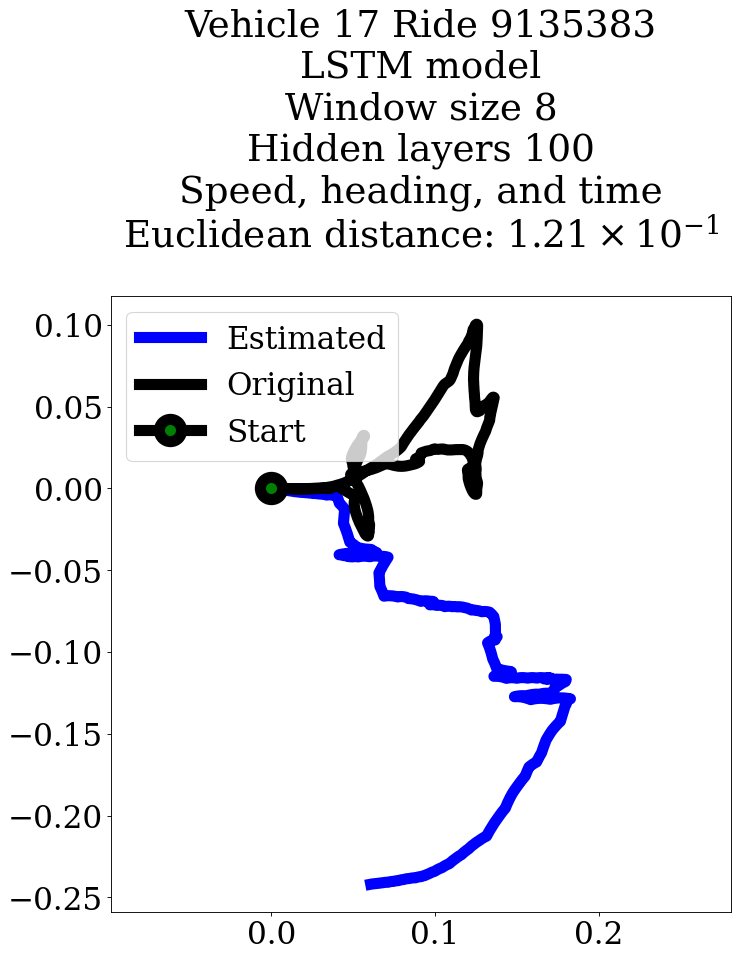 Vehicle 17 Ride 9135383
LSTM model
Window size 8
Hidden layers 100
Speed, heading, and time
Euclidean distance: 1.21 × 10⁻¹
Estimated
Original
Start
0.10
0.05
0.00
−0.05
−0.10
−0.15
−0.20
−0.25
0.0 0.1 0.2